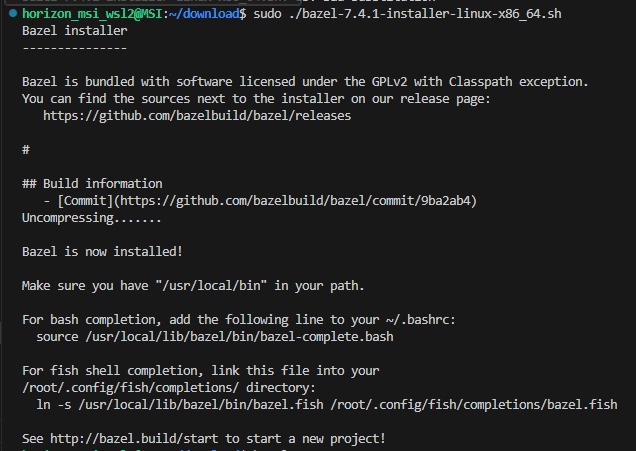 horizon_msi_wsl2@MSI:~/download$ sudo ./bazel-7.4.1-installer-linux-x86_64.sh
Bazel installer
---------------
Bazel is bundled with software licensed under the GPLv2 with Classpath exception.
You can find the sources next to the installer on our release page:
   https://github.com/bazelbuild/bazel/releases
#
## Build information
   - [Commit](https://github.com/bazelbuild/bazel/commit/9ba2ab4)
Uncompressing.......
Bazel is now installed!
Make sure you have "/usr/local/bin" in your path.
For bash completion, add the following line to your ~/.bashrc:
  source /usr/local/lib/bazel/bin/bazel-complete.bash
For fish shell completion, link this file into your
/root/.config/fish/completions/ directory:
  ln -s /usr/local/lib/bazel/bin/bazel.fish /root/.config/fish/completions/bazel.fish
See http://bazel.build/start to start a new project!